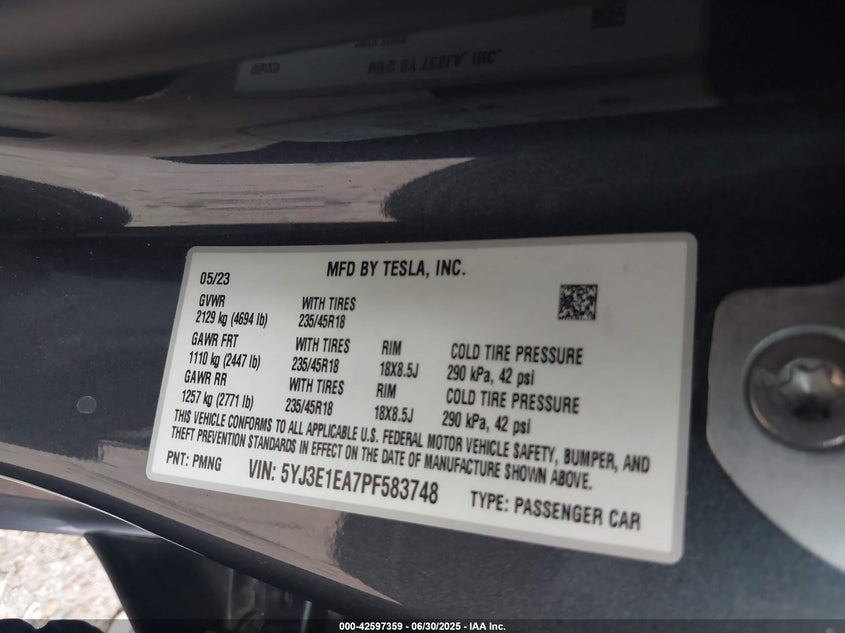 MFD BY TESLA, INC.
05/23
GVWR WITH TIRES
2129 kg (4694 lb) 235/45R18
GAWR FRT WITH TIRES RIM COLD TIRE PRESSURE
1110 kg (2447 lb) 235/45R18 18X8.5J 290 kPa, 42 psi
GAWR RR WITH TIRES RIM COLD TIRE PRESSURE
1257 kg (2771 lb) 235/45R18 18X8.5J 290 kPa, 42 psi
THIS VEHICLE CONFORMS TO ALL APPLICABLE U.S. FEDERAL MOTOR VEHICLE SAFETY, BUMPER, AND
THEFT PREVENTION STANDARDS IN EFFECT ON THE DATE OF MANUFACTURE SHOWN ABOVE.
PNT: PMNG VIN: 5YJ3E1EA7PF583748 TYPE: PASSENGER CAR
000-42597359 | 06/30/2025 - IAA Inc.